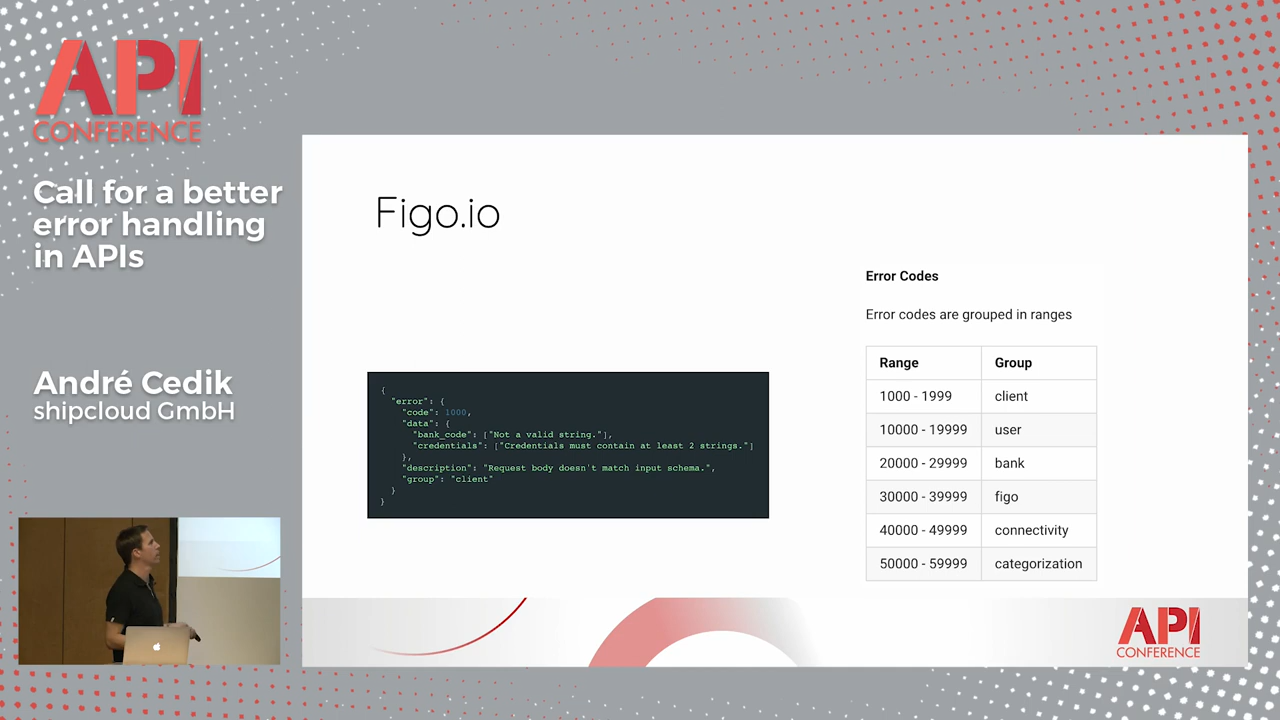 API
CONFERENCE
Call for a better
error handling
in APIs
André Cedik
shipcloud GmbH
Figo.io
{
"error": {
"code": 1000,
"data": {
"bank_code": ["Not a valid string."],
"credentials": ["Credentials must contain at least 2 strings."]
},
"description": "Request body doesn't match input schema.",
"group": "client"
}
}
Error Codes
Error codes are grouped in ranges
Range Group
1000 - 1999 client
10000 - 19999 user
20000 - 29999 bank
30000 - 39999 figo
40000 - 49999 connectivity
50000 - 59999 categorization
API
CONFERENCE